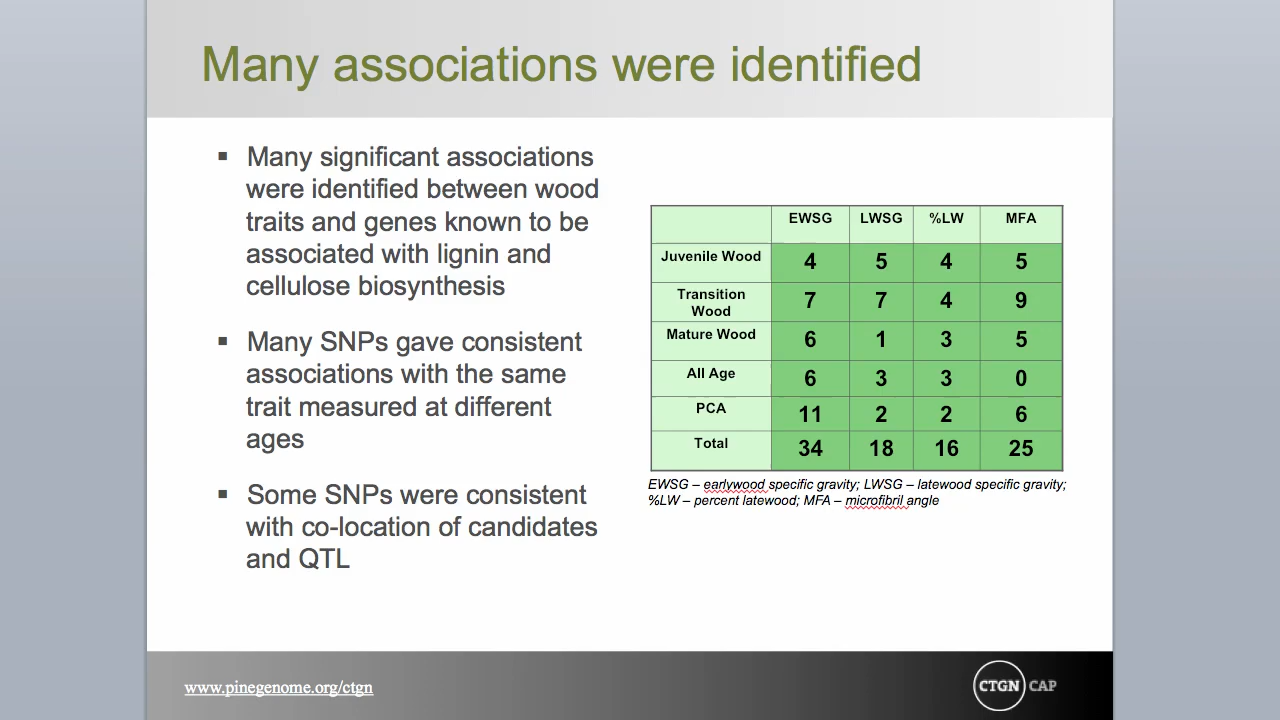 Many associations were identified
▪ Many significant associations
were identified between wood
traits and genes known to be
associated with lignin and
cellulose biosynthesis
▪ Many SNPs gave consistent
associations with the same
trait measured at different
ages
▪ Some SNPs were consistent
with co-location of candidates
and QTL
EWSG LWSG %LW MFA
Juvenile Wood 4 5 4 5
Transition
Wood 7 7 4 9
Mature Wood 6 1 3 5
All Age 6 3 3 0
PCA 11 2 2 6
Total 34 18 16 25
EWSG – earlywood specific gravity; LWSG – latewood specific gravity;
%LW – percent latewood; MFA – microfibril angle
www.pinegenome.org/ctgn
CTGN CAP